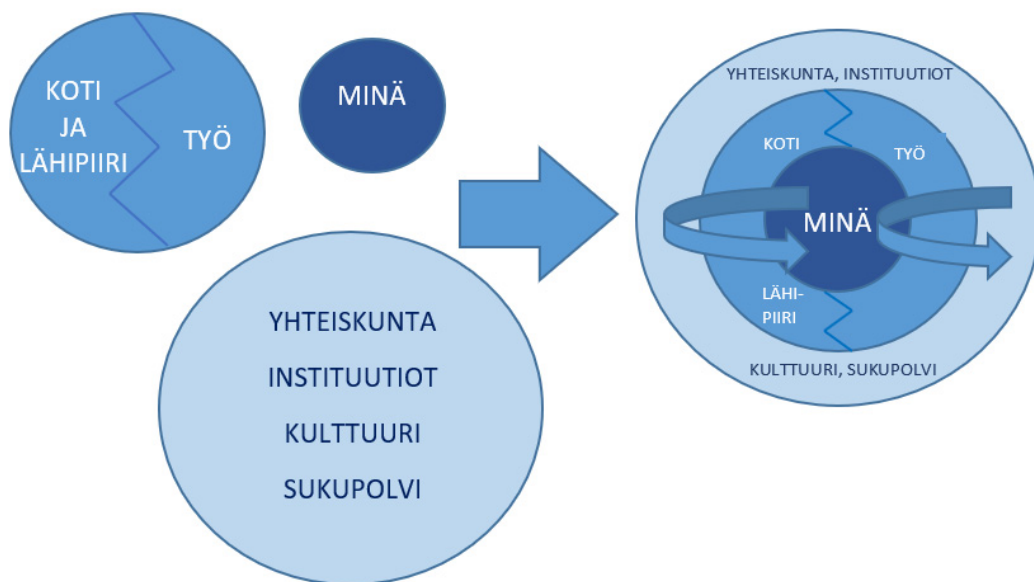 KOTI
JA
LÄHIPIIRI
TYÖ
MINÄ
YHTEISKUNTA
INSTITUUTIOT
KULTTUURI
SUKUPOLVI
YHTEISKUNTA, INSTITUUTIOT
KOTI
TYÖ
MINÄ
LÄHI-
PIIRI
KULTTUURI, SUKUPOLVI